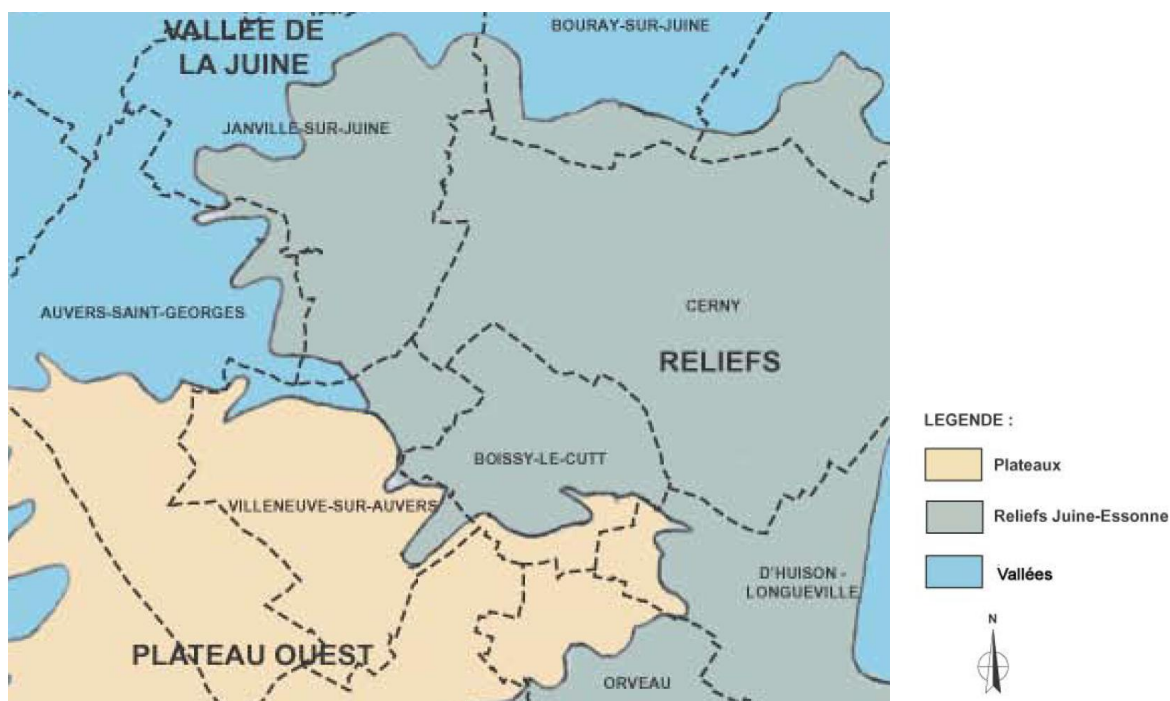 VALLÉE DE
LA JUINE
BOURAY-SUR-JUINE
JANVILLE-SUR-JUINE
AUVERS-SAINT-GEORGES
CERNY
RELIEFS
BOISSY-LE-CUTT
VILLENEUVE-SUR-AUVERS
D'HUISON -
LONGUEVILLE
PLATEAU OUEST
ORVEAU
LEGENDE :
Plateaux
Reliefs Juine-Essonne
Vallées
N